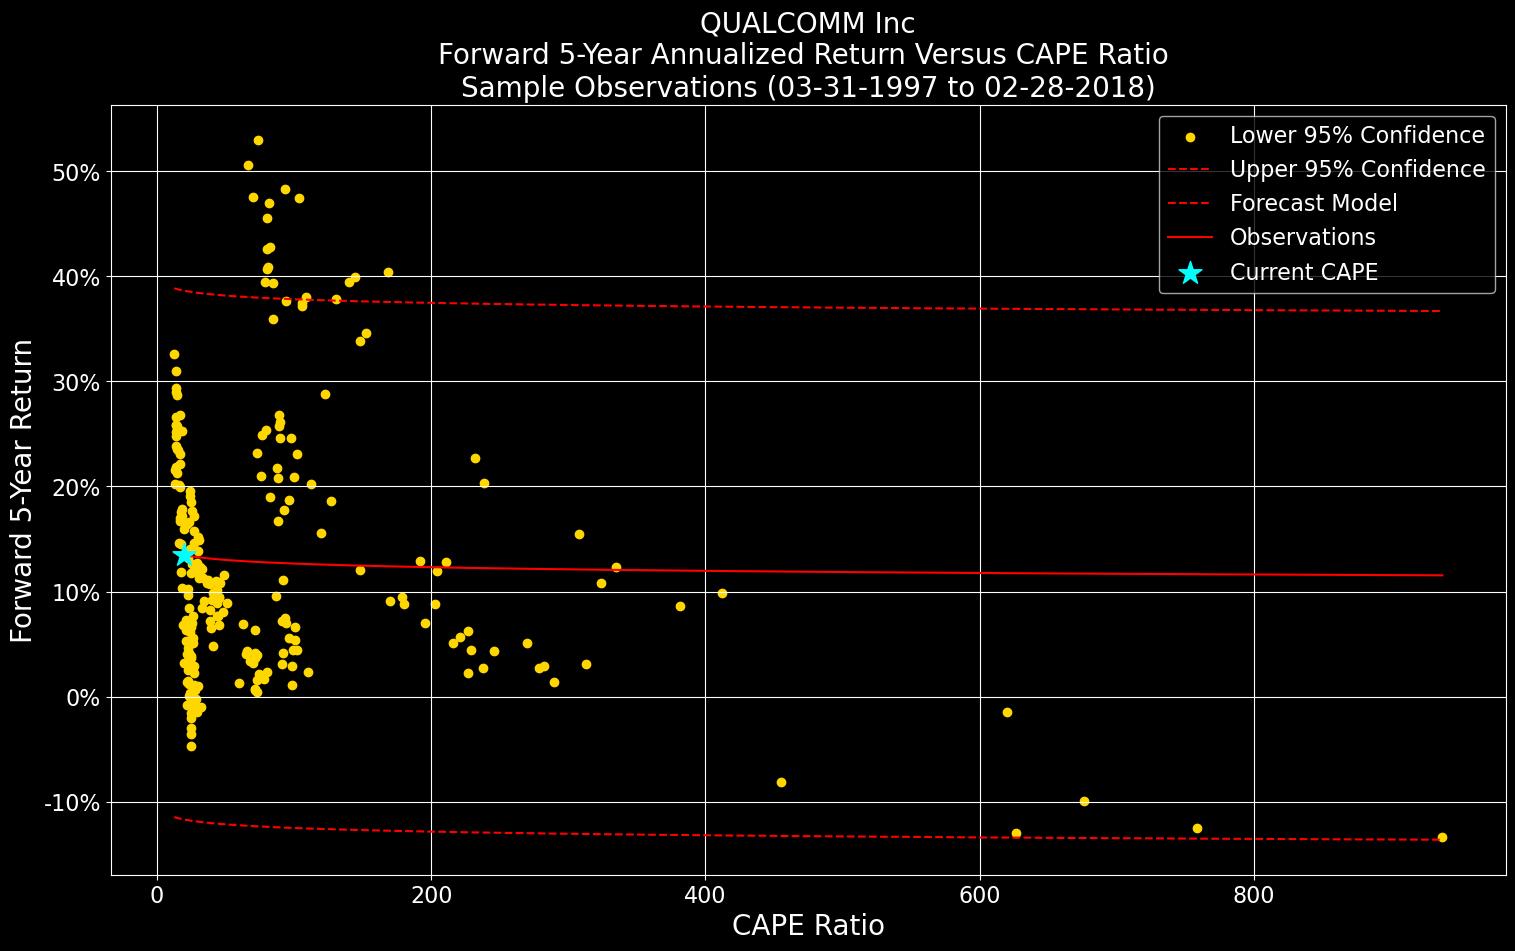 QUALCOMM Inc
Forward 5-Year Annualized Return Versus CAPE Ratio
Sample Observations (03-31-1997 to 02-28-2018)
Lower 95% Confidence
Upper 95% Confidence
Forecast Model
Observations
Current CAPE
50%
40%
30%
20%
10%
0%
-10%
Forward 5-Year Return
0
200
400
600
800
CAPE Ratio